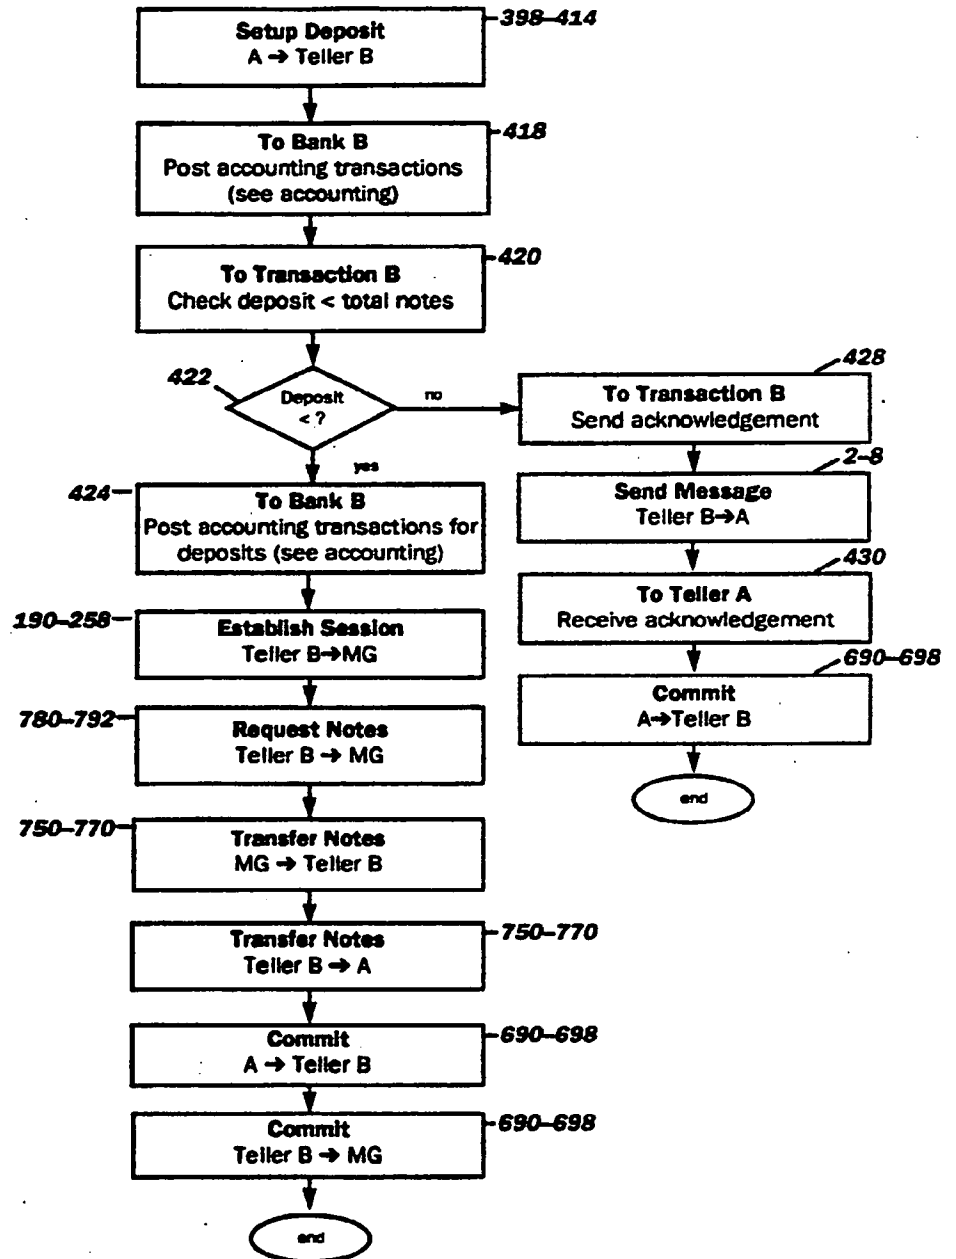 Setup Deposit
A → Teller B
398–414
To Bank B
Post accounting transactions
(see accounting)
418
To Transaction B
Check deposit < total notes
420
422
Deposit
< ?
no
yes
428
To Transaction B
Send acknowledgement
2–8
Send Message
Teller B→A
430
To Teller A
Receive acknowledgement
690–698
Commit
A→Teller B
end
424
To Bank B
Post accounting transactions for
deposits (see accounting)
190–258
Establish Session
Teller B→MG
780–792
Request Notes
Teller B → MG
750–770
Transfer Notes
MG → Teller B
Transfer Notes
Teller B → A
750–770
Commit
A → Teller B
690–698
Commit
Teller B → MG
690–698
end